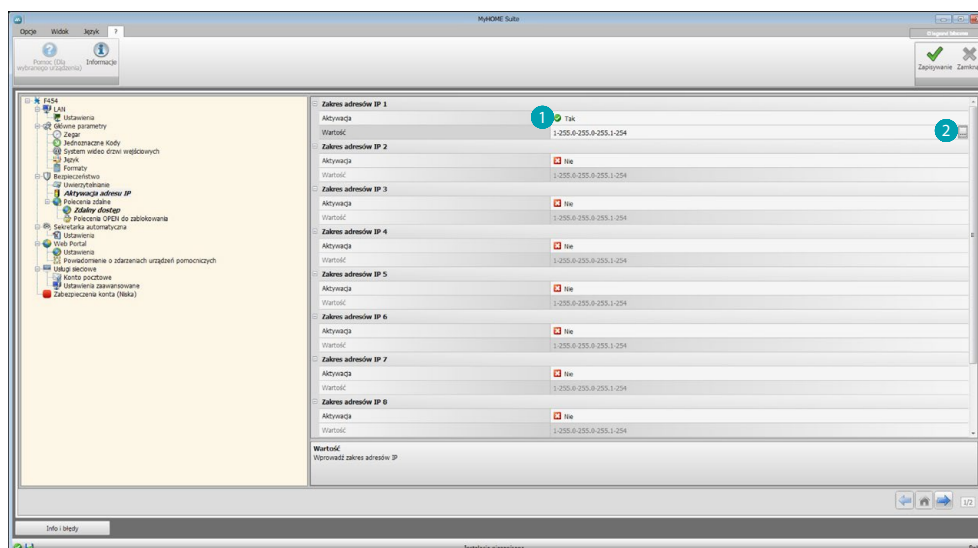 MyHOME Suite
Opcje Widok Język ?
Pomoc (Dla wybranego urządzenia)
Informacje
Zapisywanie Zamkną
F454
LAN
Ustawienia
Główne parametry
Zegar
Jednoznaczne Kody
System wideo drzwi wejściowych
Język
Formaty
Bezpieczeństwo
Uwierzytelnianie
Aktywacja adresu IP
Polecenia zdalne
Zdalny dostęp
Polecenia OPEN do zablokowania
Sekretarka automatyczna
Ustawienia
Web Portal
Ustawienia
Powiadomienie o zdarzeniach urządzeń pomocniczych
Usługi sieciowe
Konto pocztowe
Ustawienia zaawansowane
Zabezpieczenia konta (Niska)
Zakres adresów IP 1
Aktywacja 1 Tak
Wartość 1-255.0-255.0-255.1-254 2
Zakres adresów IP 2
Aktywacja Nie
Wartość 1-255.0-255.0-255.1-254
Zakres adresów IP 3
Aktywacja Nie
Wartość 1-255.0-255.0-255.1-254
Zakres adresów IP 4
Aktywacja Nie
Wartość 1-255.0-255.0-255.1-254
Zakres adresów IP 5
Aktywacja Nie
Wartość 1-255.0-255.0-255.1-254
Zakres adresów IP 6
Aktywacja Nie
Wartość 1-255.0-255.0-255.1-254
Zakres adresów IP 7
Aktywacja Nie
Wartość 1-255.0-255.0-255.1-254
Zakres adresów IP 8
Aktywacja Nie
Wartość 1-255.0-255.0-255.1-254
Wartość
Wprowadź zakres adresów IP
1/2
Info i błędy